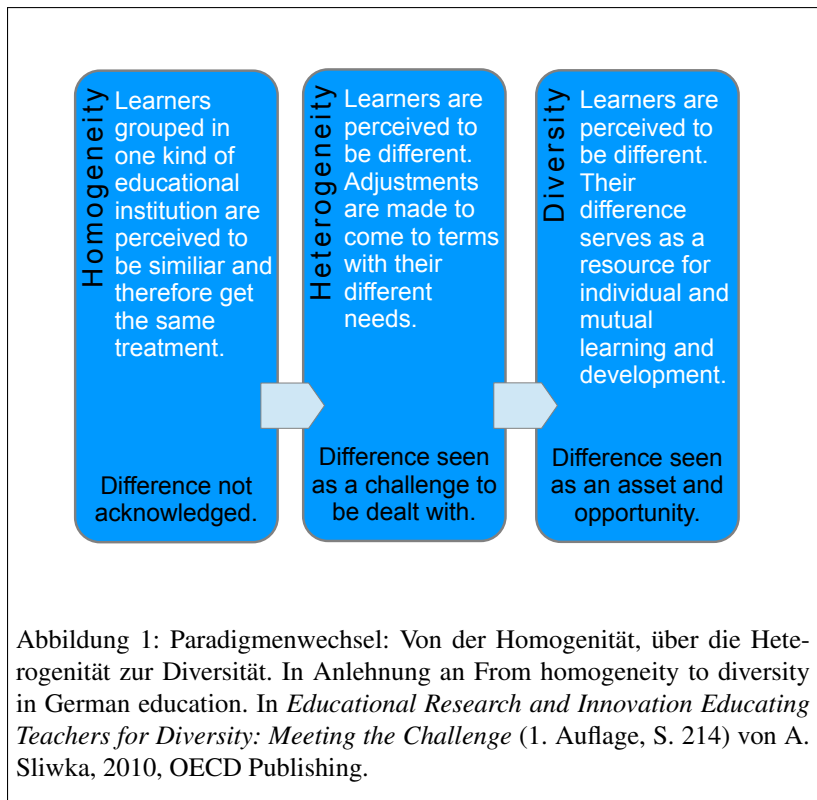 Homogeneity
Learners
grouped in
one kind of
educational
institution are
perceived to
be similiar and
therefore get
the same
treatment.
Difference not
acknowledged.
Heterogeneity
Learners are
perceived to
be different.
Adjustments
are made to
come to terms
with their
different
needs.
Difference seen
as a challenge to
be dealt with.
Diversity
Learners are
perceived to
be different.
Their
difference
serves as a
resource for
individual and
mutual
learning and
development.
Difference seen
as an asset and
opportunity.
Abbildung 1: Paradigmenwechsel: Von der Homogenität, über die Hete-
rogenität zur Diversität. In Anlehnung an From homogeneity to diversity
in German education. In Educational Research and Innovation Educating
Teachers for Diversity: Meeting the Challenge (1. Auflage, S. 214) von A.
Sliwka, 2010, OECD Publishing.